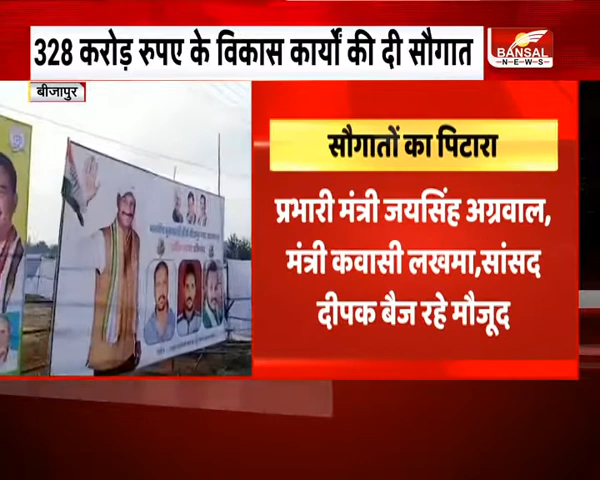 328 करोड़ रुपए के विकास कार्यों की दी सौगात
BANSAL
NEWS
बीजापुर
सौगातों का पिटारा
प्रभारी मंत्री जयसिंह अग्रवाल,
मंत्री कवासी लखमा,सांसद
दीपक बैज रहे मौजूद